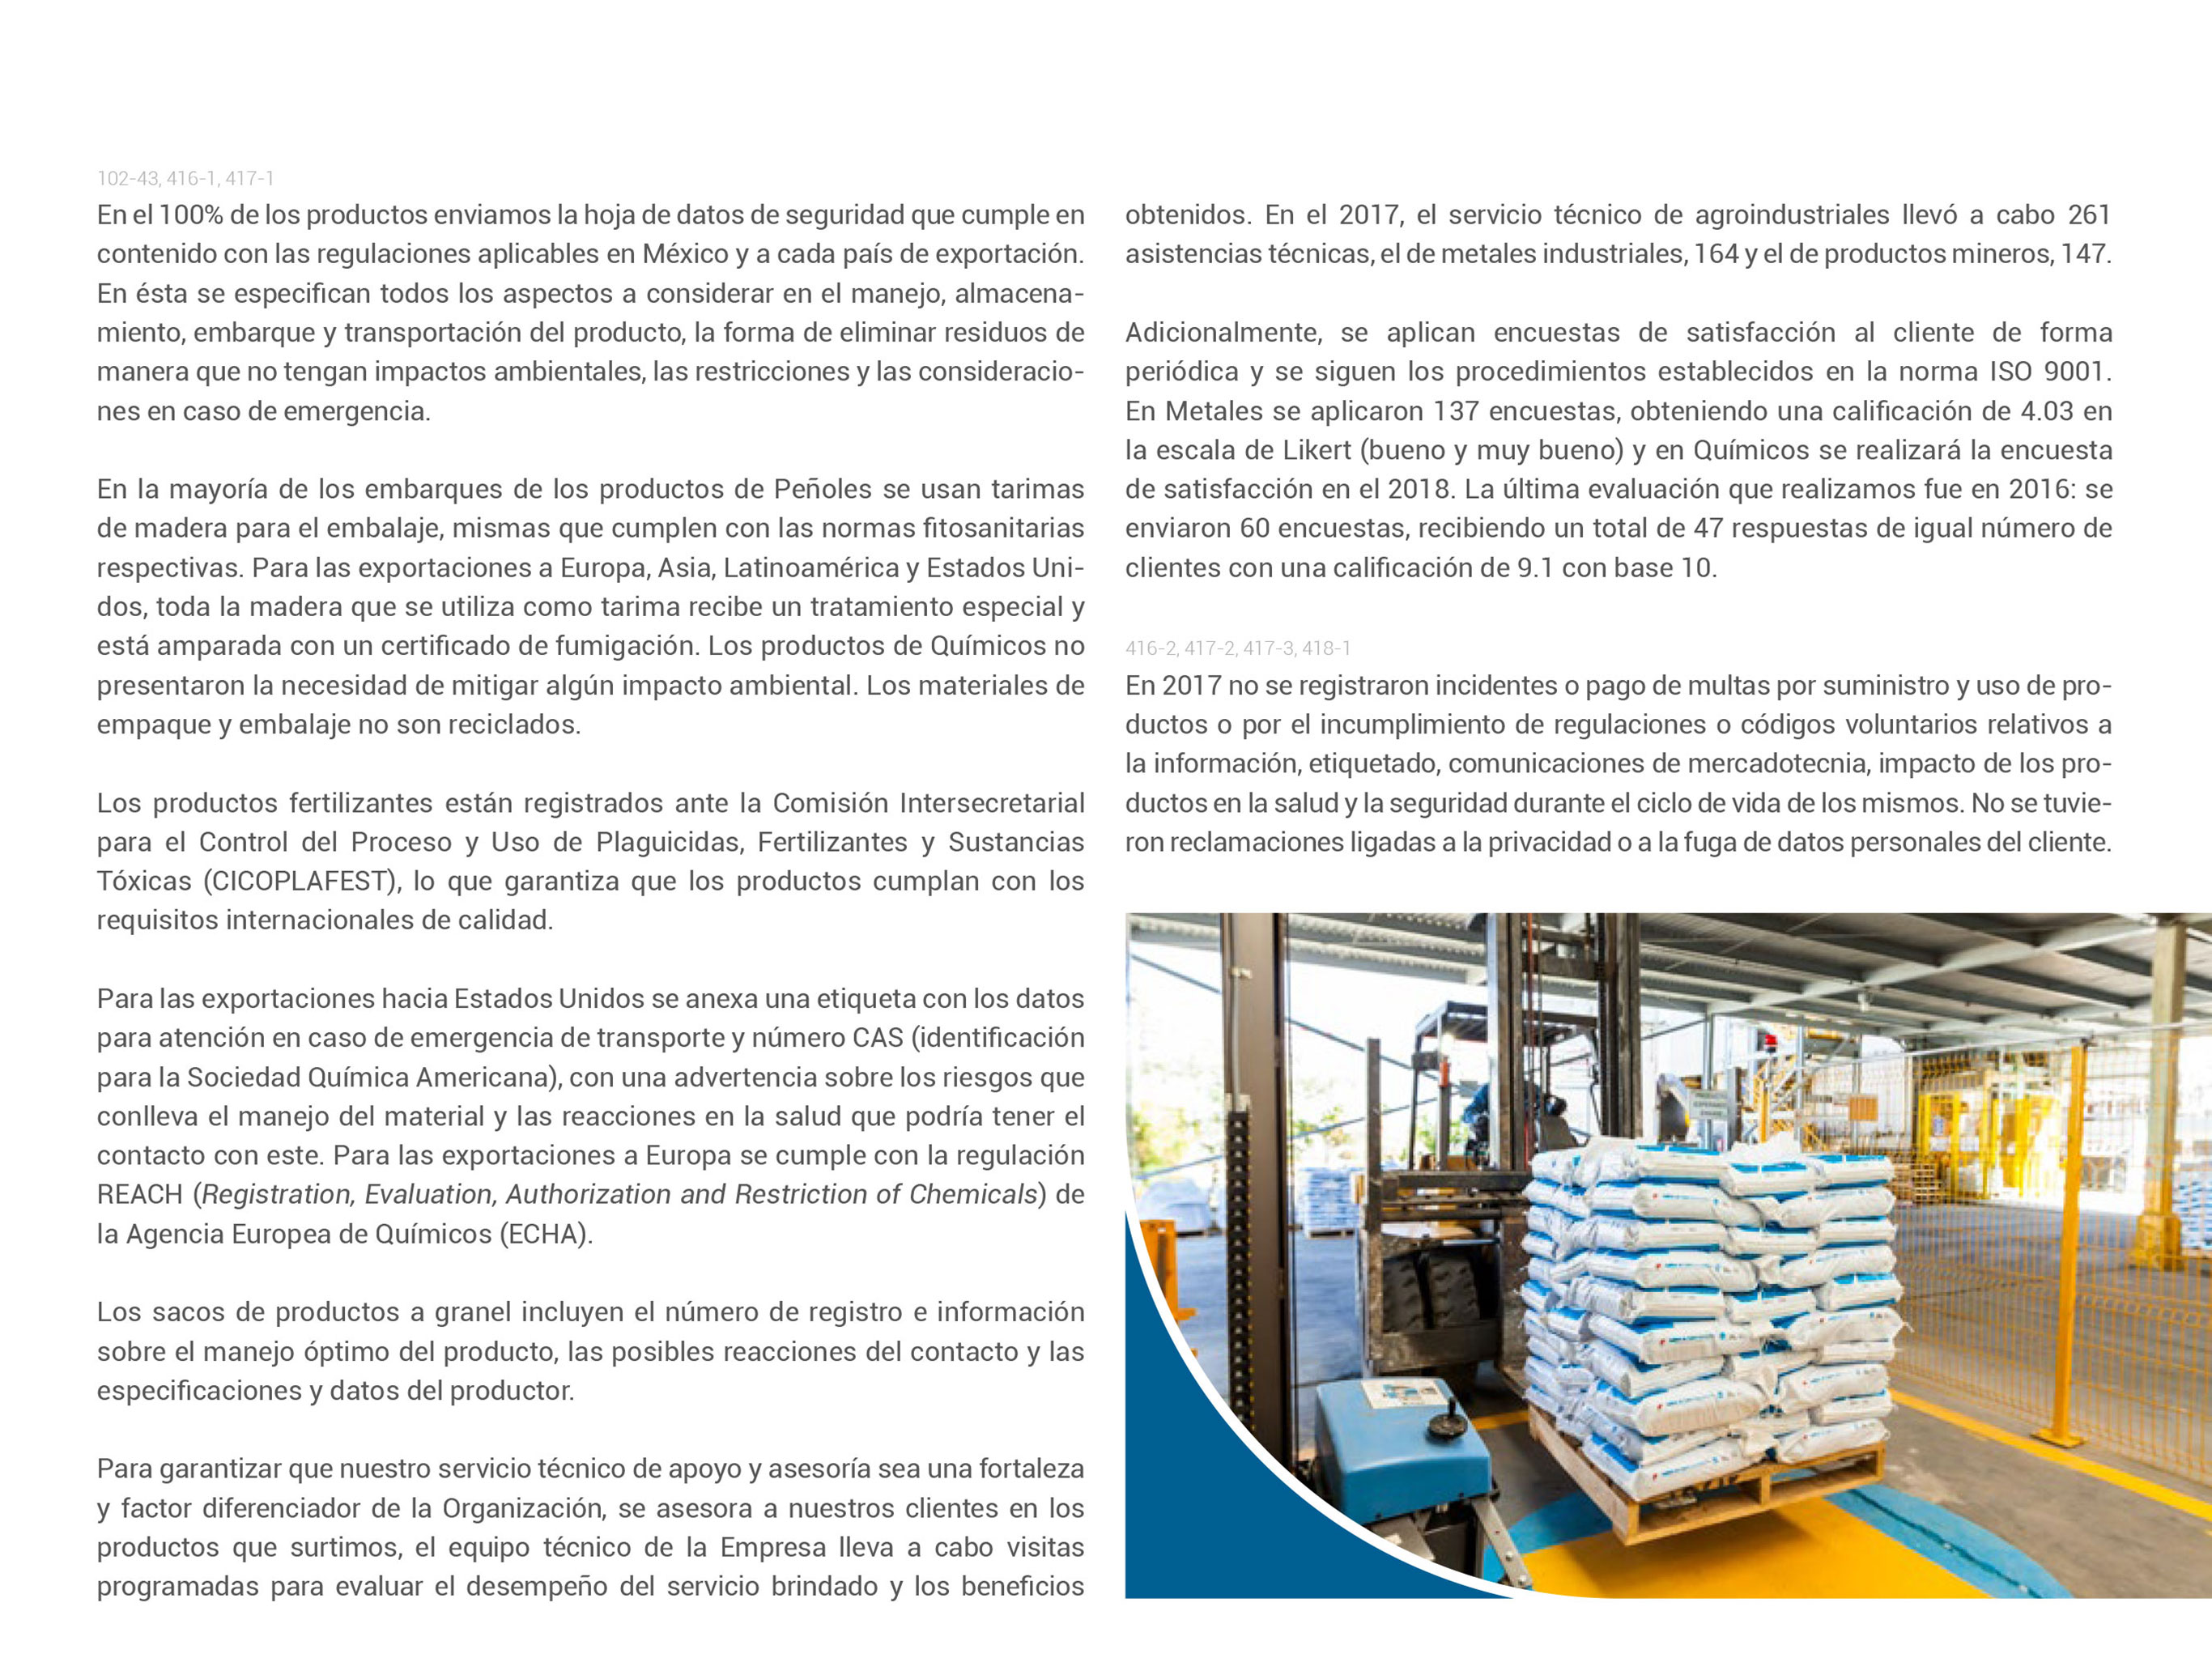 102-43, 416-1, 417-1
En el 100% de los productos enviamos la hoja de datos de seguridad que cumple en
contenido con las regulaciones aplicables en México y a cada país de exportación.
En ésta se especifican todos los aspectos a considerar en el manejo, almacena-
miento, embarque y transportación del producto, la forma de eliminar residuos de
manera que no tengan impactos ambientales, las restricciones y las consideracio-
nes en caso de emergencia.
En la mayoría de los embarques de los productos de Peñoles se usan tarimas
de madera para el embalaje, mismas que cumplen con las normas fitosanitarias
respectivas. Para las exportaciones a Europa, Asia, Latinoamérica y Estados Uni-
dos, toda la madera que se utiliza como tarima recibe un tratamiento especial y
está amparada con un certificado de fumigación. Los productos de Químicos no
presentaron la necesidad de mitigar algún impacto ambiental. Los materiales de
empaque y embalaje no son reciclados.
Los productos fertilizantes están registrados ante la Comisión Intersecretarial
para el Control del Proceso y Uso de Plaguicidas, Fertilizantes y Sustancias
Tóxicas (CICOPLAFEST), lo que garantiza que los productos cumplan con los
requisitos internacionales de calidad.
Para las exportaciones hacia Estados Unidos se anexa una etiqueta con los datos
para atención en caso de emergencia de transporte y número CAS (identificación
para la Sociedad Química Americana), con una advertencia sobre los riesgos que
conlleva el manejo del material y las reacciones en la salud que podría tener el
contacto con este. Para las exportaciones a Europa se cumple con la regulación
REACH (Registration, Evaluation, Authorization and Restriction of Chemicals) de
la Agencia Europea de Químicos (ECHA).
Los sacos de productos a granel incluyen el número de registro e información
sobre el manejo óptimo del producto, las posibles reacciones del contacto y las
especificaciones y datos del productor.
Para garantizar que nuestro servicio técnico de apoyo y asesoría sea una fortaleza
y factor diferenciador de la Organización, se asesora a nuestros clientes en los
productos que surtimos, el equipo técnico de la Empresa lleva a cabo visitas
programadas para evaluar el desempeño del servicio brindado y los beneficios
obtenidos. En el 2017, el servicio técnico de agroindustriales llevó a cabo 261
asistencias técnicas, el de metales industriales, 164 y el de productos mineros, 147.
Adicionalmente, se aplican encuestas de satisfacción al cliente de forma
periódica y se siguen los procedimientos establecidos en la norma ISO 9001.
En Metales se aplicaron 137 encuestas, obteniendo una calificación de 4.03 en
la escala de Likert (bueno y muy bueno) y en Químicos se realizará la encuesta
de satisfacción en el 2018. La última evaluación que realizamos fue en 2016: se
enviaron 60 encuestas, recibiendo un total de 47 respuestas de igual número de
clientes con una calificación de 9.1 con base 10.
416-2, 417-2, 417-3, 418-1
En 2017 no se registraron incidentes o pago de multas por suministro y uso de pro-
ductos o por el incumplimiento de regulaciones o códigos voluntarios relativos a
la información, etiquetado, comunicaciones de mercadotecnia, impacto de los pro-
ductos en la salud y la seguridad durante el ciclo de vida de los mismos. No se tuvie-
ron reclamaciones ligadas a la privacidad o a la fuga de datos personales del cliente.